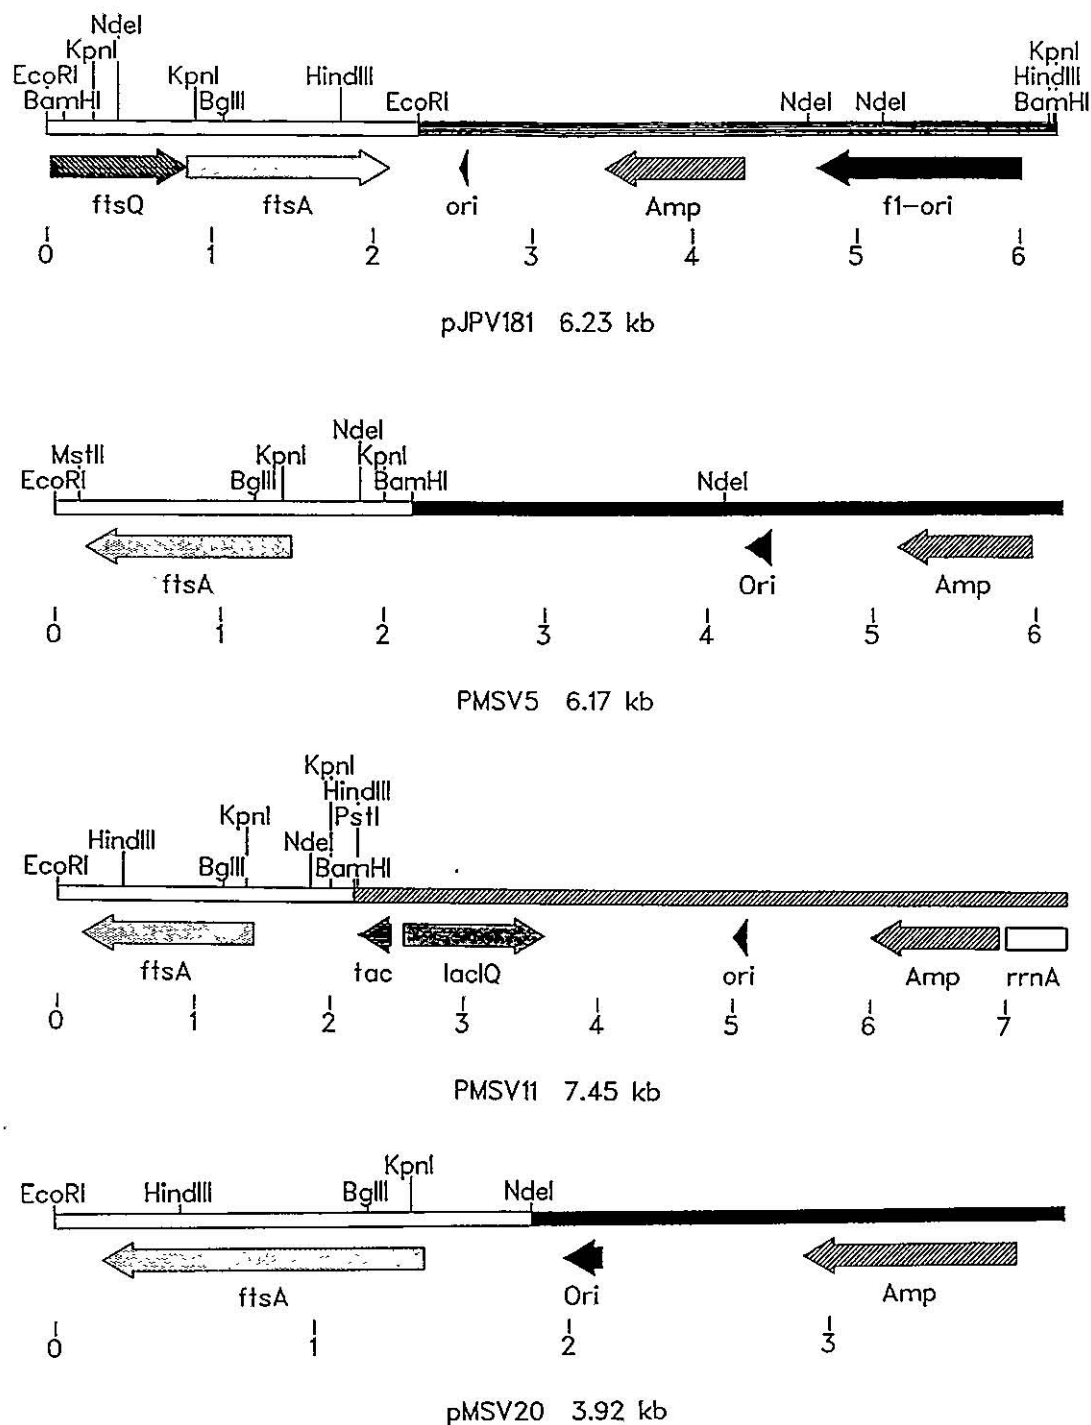 NdeI
KpnI KpnI
EcoRI KpnI HindIII HindIII
BamHI BglII EcoRI NdeI NdeI BamHI
ftsQ ftsA ori Amp f1-ori
0 1 2 3 4 5 6
pJPV181 6.23 kb
NdeI
MstII KpnI KpnI
EcoRI BglII BamHI NdeI
ftsA Ori Amp
0 1 2 3 4 5 6
PMSV5 6.17 kb
KpnI
HindIII
KpnI PstI
HindIII NdeI
EcoRI BglII BamHI
ftsA tac lacIQ ori Amp rrnA
0 1 2 3 4 5 6 7
PMSV11 7.45 kb
KpnI
EcoRI HindIII BglII NdeI
ftsA Ori Amp
0 1 2 3
pMSV20 3.92 kb